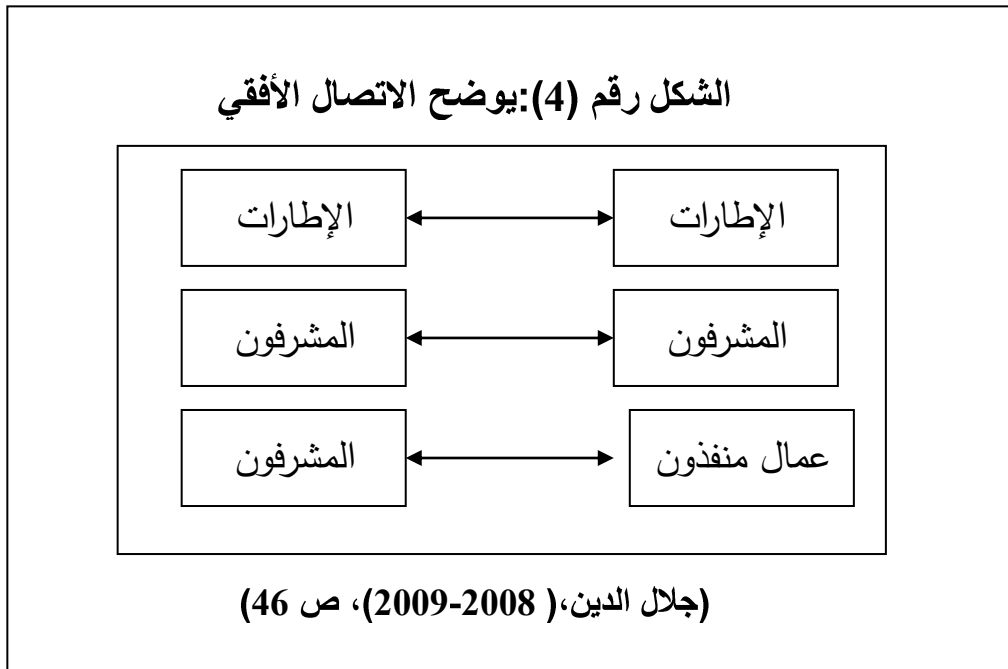 الشكل رقم (4):يوضح الاتصال الأفقي
الإطارات الإطارات
المشرفون المشرفون
عمال منفذون المشرفون
(جلال الدين،( 2008-2009)، ص 46)